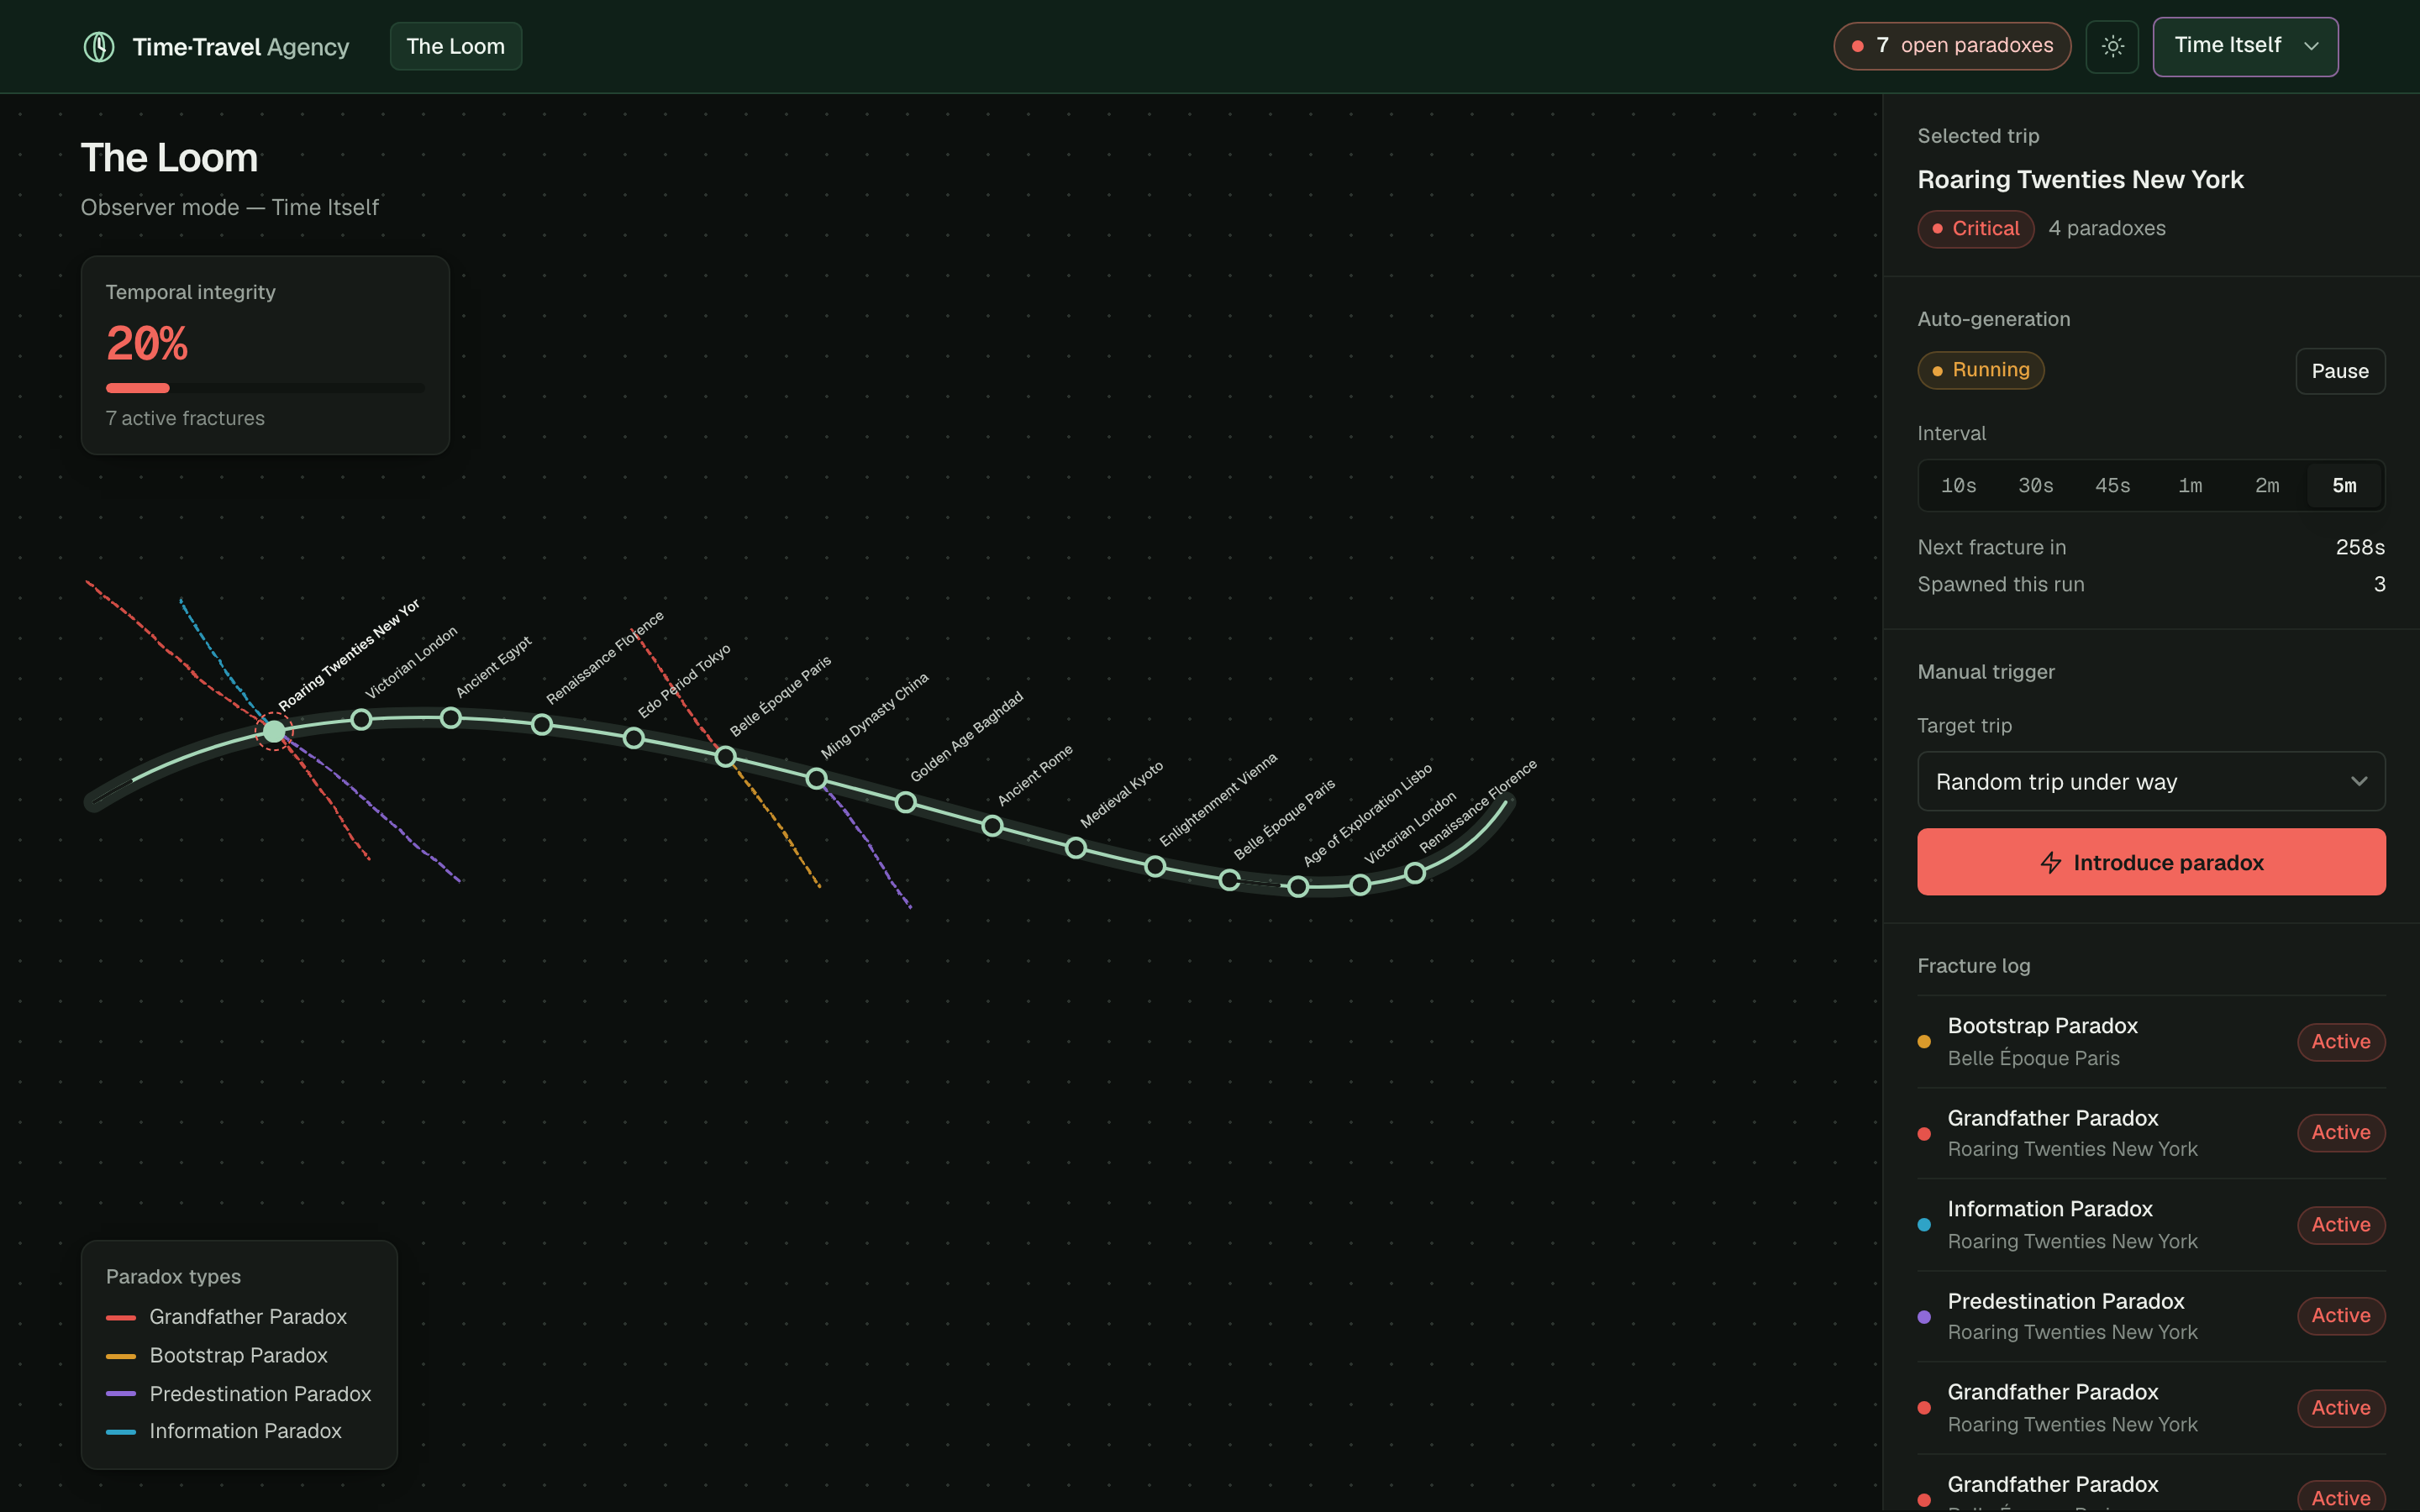 Time·Travel Agency
The Loom
7 open paradoxes
Time Itself
The Loom
Observer mode — Time Itself
Temporal integrity
20%
7 active fractures
Roaring Twenties New Yor
Victorian London
Ancient Egypt
Renaissance Florence
Edo Period Tokyo
Belle Époque Paris
Ming Dynasty China
Golden Age Baghdad
Ancient Rome
Medieval Kyoto
Enlightenment Vienna
Belle Époque Paris
Age of Exploration Lisbo
Victorian London
Renaissance Florence
Paradox types
Grandfather Paradox
Bootstrap Paradox
Predestination Paradox
Information Paradox
Selected trip
Roaring Twenties New York
Critical 4 paradoxes
Auto-generation
Running
Pause
Interval
10s 30s 45s 1m 2m 5m
Next fracture in 258s
Spawned this run 3
Manual trigger
Target trip
Random trip under way
Introduce paradox
Fracture log
Bootstrap Paradox
Belle Époque Paris
Active
Grandfather Paradox
Roaring Twenties New York
Active
Information Paradox
Roaring Twenties New York
Active
Predestination Paradox
Roaring Twenties New York
Active
Grandfather Paradox
Roaring Twenties New York
Active
Grandfather Paradox
Active